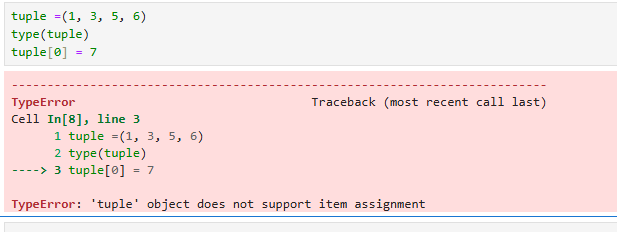 tuple =(1, 3, 5, 6)
type(tuple)
tuple[0] = 7
---------------------------------------------------------------------------
TypeError                                 Traceback (most recent call last)
Cell In[8], line 3
      1 tuple =(1, 3, 5, 6)
      2 type(tuple)
----> 3 tuple[0] = 7
TypeError: 'tuple' object does not support item assignment